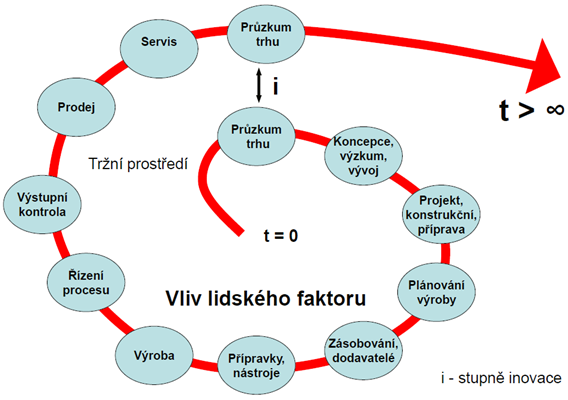 Průzkum
trhu
Servis
i
t > ∞
Prodej
Průzkum
trhu
Koncepce,
výzkum,
vývoj
Tržní prostředí
Výstupní
kontrola
Projekt,
konstrukční,
příprava
t = 0
Řízení
procesu
Plánování
výroby
Vliv lidského faktoru
Výroba
Přípravky,
nástroje
Zásobování,
dodavatelé
i - stupně inovace